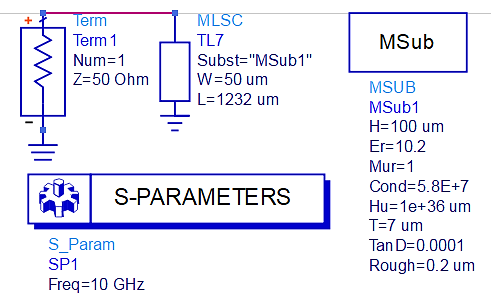 +
Term
Term1
Num=1
Z=50 Ohm
-
MLSC
TL7
Subst="MSub1"
W=50 um
L=1232 um
MSub
MSUB
MSub1
H=100 um
Er=10.2
Mur=1
Cond=5.8E+7
Hu=1e+36 um
T=7 um
TanD=0.0001
Rough=0.2 um
S-PARAMETERS
S_Param
SP1
Freq=10 GHz